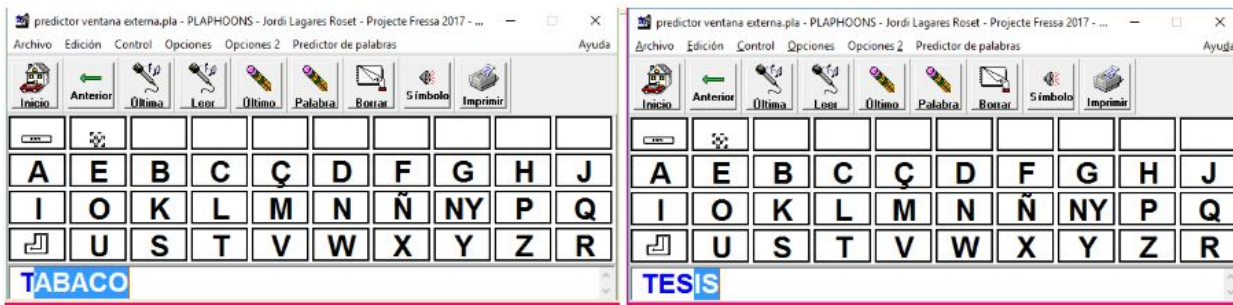 predictor ventana externa.pla - PLAPHOONS - Jordi Lagares Roset - Projecte Fressa 2017 - ...
Archivo Edición Control Opciones Opciones 2 Predictor de palabras Ayuda
Inicio Anterior Última Leer Último Palabra Borrar Símbolo Imprimir
A E B C Ç D F G H J
I O K L M N Ñ NY P Q
U S T V W X Y Z R
TABACO
predictor ventana externa.pla - PLAPHOONS - Jordi Lagares Roset - Projecte Fressa 2017 - ...
Archivo Edición Control Opciones Opciones 2 Predictor de palabras Ayuda
Inicio Anterior Última Leer Último Palabra Borrar Símbolo Imprimir
A E B C Ç D F G H J
I O K L M N Ñ NY P Q
U S T V W X Y Z R
TESIS